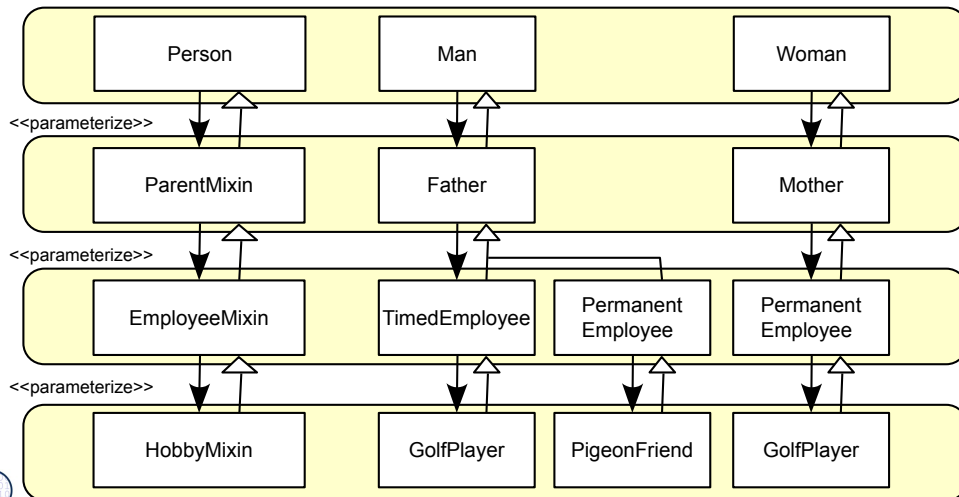 Person
Man
Woman
<<parameterize>>
ParentMixin
Father
Mother
<<parameterize>>
EmployeeMixin
TimedEmployee
Permanent
Employee
Permanent
Employee
<<parameterize>>
HobbyMixin
GolfPlayer
PigeonFriend
GolfPlayer